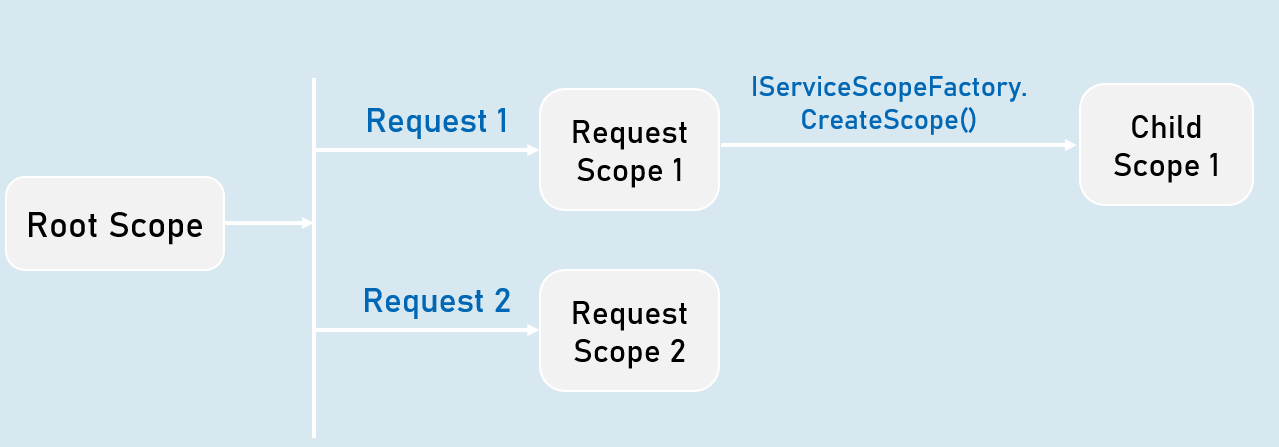 Root Scope
Request 1
Request
Scope 1
IServiceScopeFactory.
CreateScope()
Child
Scope 1
Request 2
Request
Scope 2